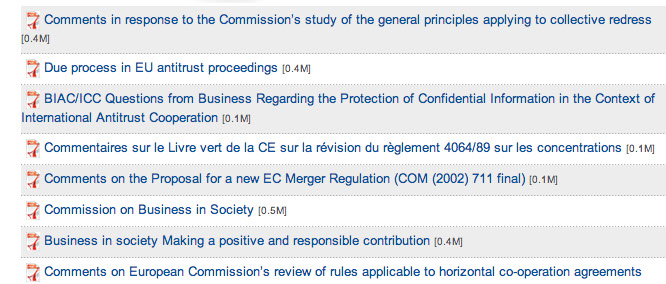 Comments in response to the Commission's study of the general principles applying to collective redress
[0.4M]
Due process in EU antitrust proceedings [0.4M]
BIAC/ICC Questions from Business Regarding the Protection of Confidential Information in the Context of
International Antitrust Cooperation [0.1M]
Commentaires sur le Livre vert de la CE sur la révision du règlement 4064/89 sur les concentrations [0.1M]
Comments on the Proposal for a new EC Merger Regulation (COM (2002) 711 final) [0.1M]
Commission on Business in Society [0.5M]
Business in society Making a positive and responsible contribution [0.4M]
Comments on European Commission's review of rules applicable to horizontal co-operation agreements